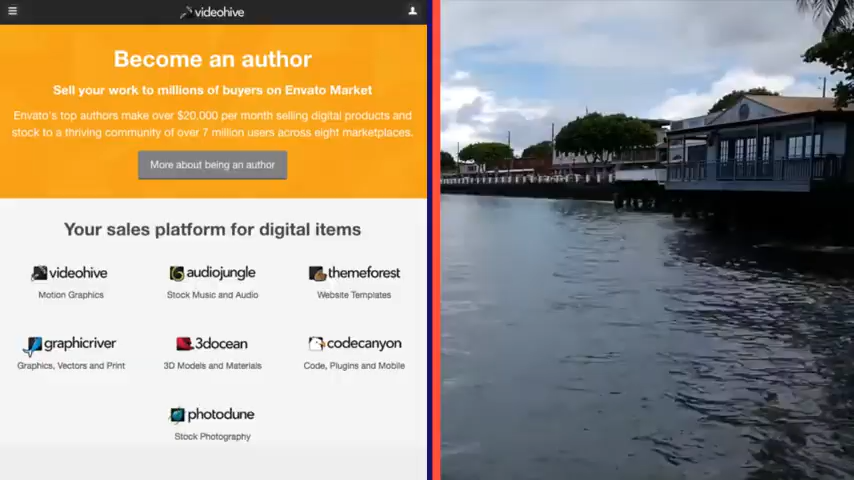 videohive
Become an author
Sell your work to millions of buyers on Envato Market
Envato's top authors make over $20,000 per month selling digital products and
stock to a thriving community of over 7 million users across eight marketplaces.
More about being an author
Your sales platform for digital items
videohive
Motion Graphics
audiojungle
Stock Music and Audio
themeforest
Website Templates
graphicriver
Graphics, Vectors and Print
3docean
3D Models and Materials
codecanyon
Code, Plugins and Mobile
photodune
Stock Photography